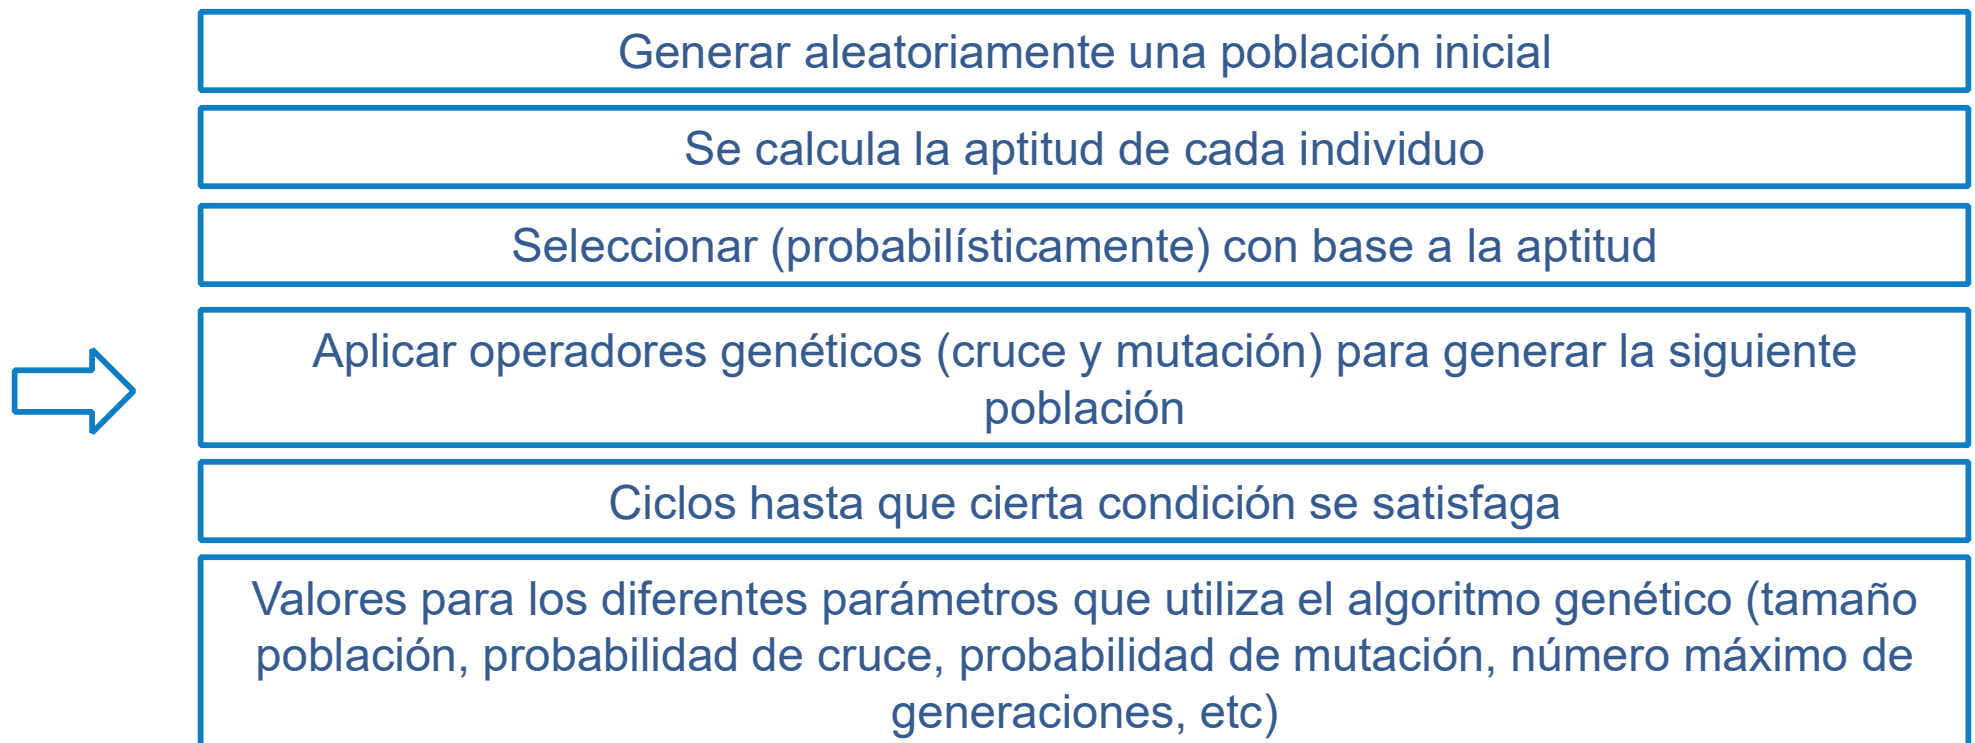 Generar aleatoriamente una población inicial
Se calcula la aptitud de cada individuo
Seleccionar (probabilísticamente) con base a la aptitud
Aplicar operadores genéticos (cruce y mutación) para generar la siguiente
población
Ciclos hasta que cierta condición se satisfaga
Valores para los diferentes parámetros que utiliza el algoritmo genético (tamaño
población, probabilidad de cruce, probabilidad de mutación, número máximo de
generaciones, etc)